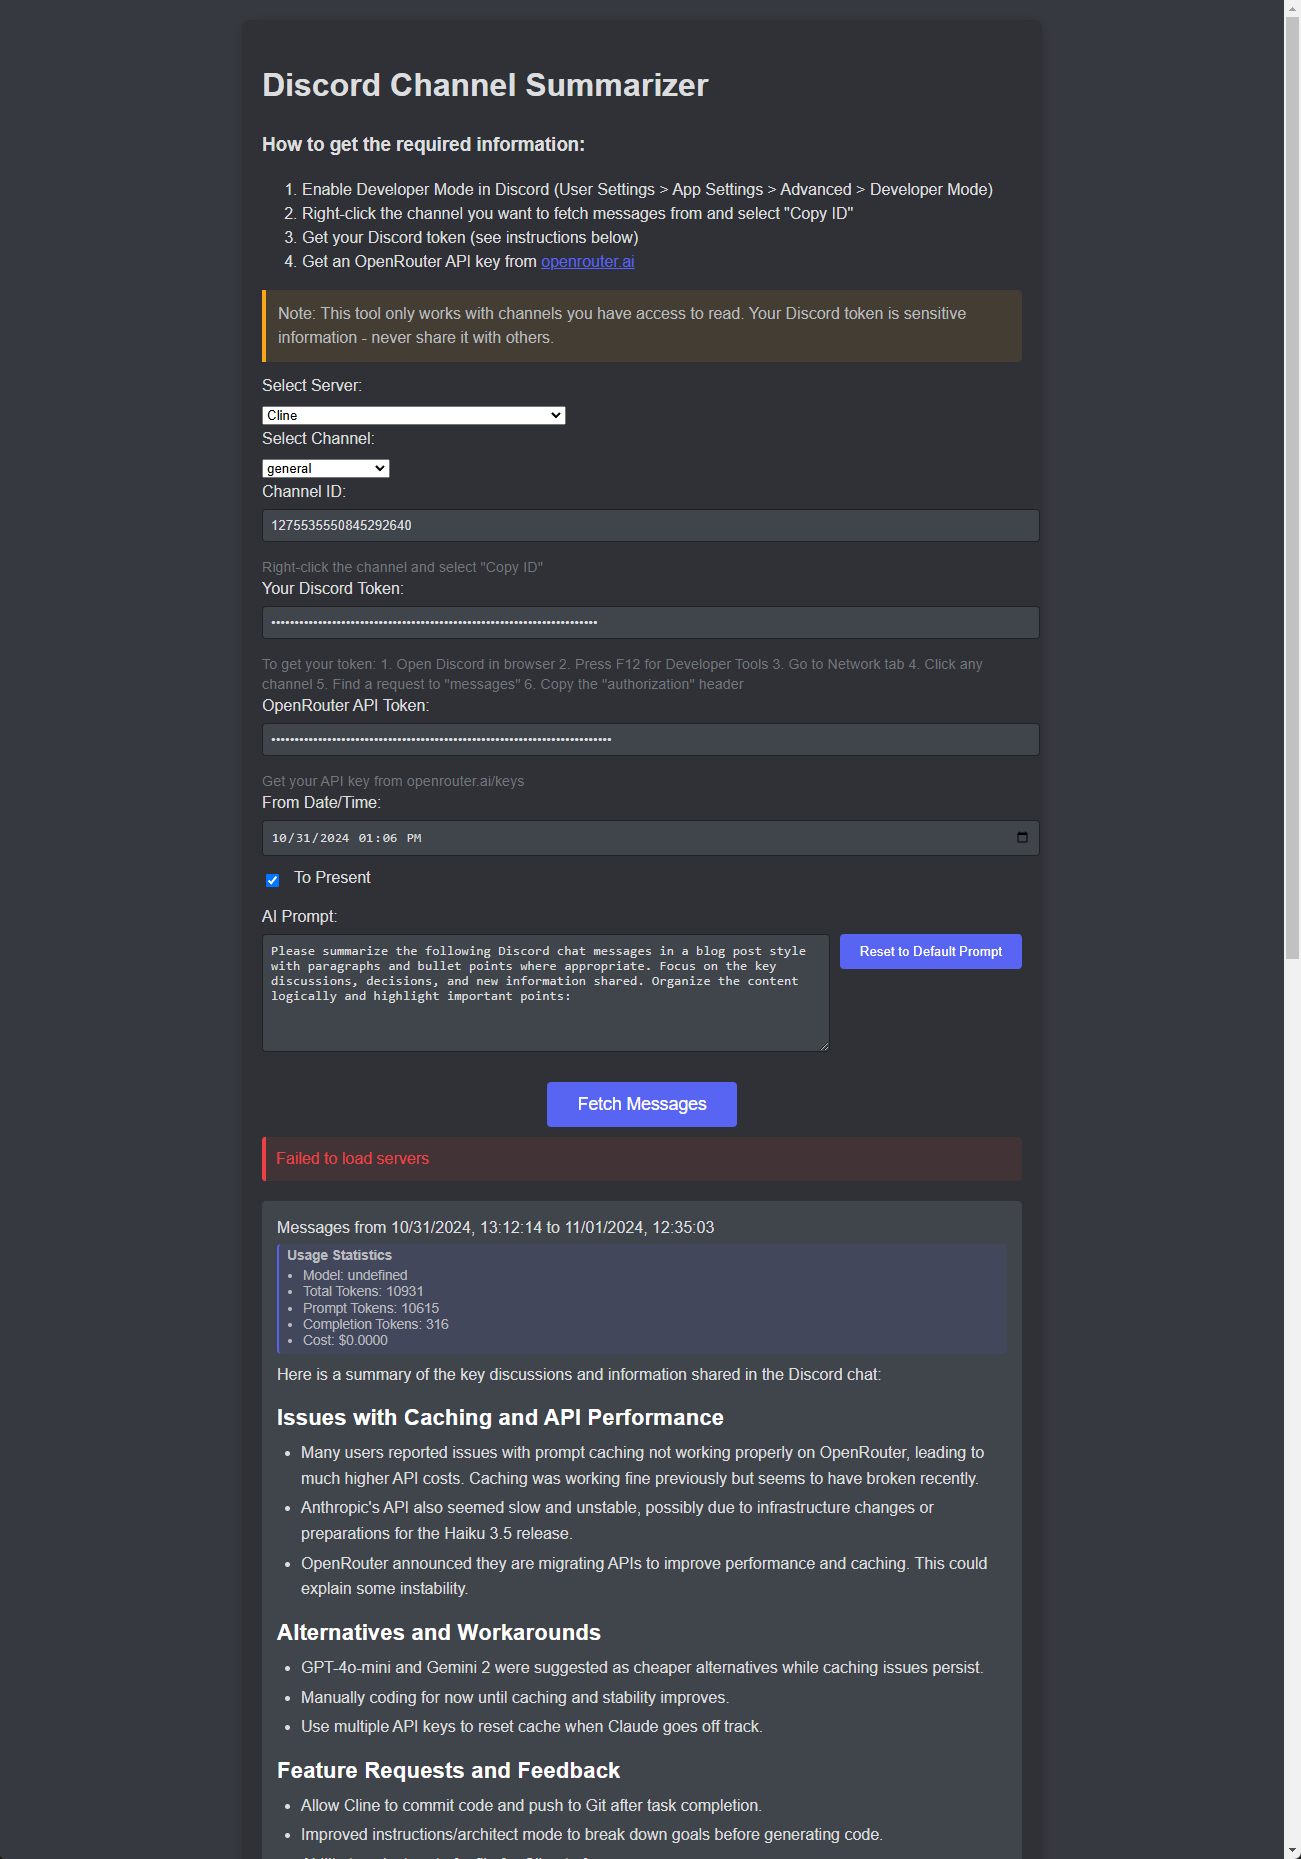 Discord Channel Summarizer
How to get the required information:
1. Enable Developer Mode in Discord (User Settings > App Settings > Advanced > Developer Mode)
2. Right-click the channel you want to fetch messages from and select "Copy ID"
3. Get your Discord token (see instructions below)
4. Get an OpenRouter API key from openrouter.ai
Note: This tool only works with channels you have access to read. Your Discord token is sensitive
information - never share it with others.
Select Server:
Cline
Select Channel:
general
Channel ID:
1275535550845292640
Right-click the channel and select "Copy ID"
Your Discord Token:
To get your token: 1. Open Discord in browser 2. Press F12 for Developer Tools 3. Go to Network tab 4. Click any
channel 5. Find a request to "messages" 6. Copy the "authorization" header
OpenRouter API Token:
Get your API key from openrouter.ai/keys
From Date/Time:
10/31/2024 01:06 PM
To Present
AI Prompt:
Please summarize the following Discord chat messages in a blog post style
with paragraphs and bullet points where appropriate. Focus on the key
discussions, decisions, and new information shared. Organize the content
logically and highlight important points:
Reset to Default Prompt
Fetch Messages
Failed to load servers
Messages from 10/31/2024, 13:12:14 to 11/01/2024, 12:35:03
Usage Statistics
• Model: undefined
• Total Tokens: 10931
• Prompt Tokens: 10615
• Completion Tokens: 316
• Cost: $0.0000
Here is a summary of the key discussions and information shared in the Discord chat:
Issues with Caching and API Performance
• Many users reported issues with prompt caching not working properly on OpenRouter, leading to
much higher API costs. Caching was working fine previously but seems to have broken recently.
• Anthropic's API also seemed slow and unstable, possibly due to infrastructure changes or
preparations for the Haiku 3.5 release.
• OpenRouter announced they are migrating APIs to improve performance and caching. This could
explain some instability.
Alternatives and Workarounds
• GPT-4o-mini and Gemini 2 were suggested as cheaper alternatives while caching issues persist.
• Manually coding for now until caching and stability improves.
• Use multiple API keys to reset cache when Claude goes off track.
Feature Requests and Feedback
• Allow Cline to commit code and push to Git after task completion.
• Improved instructions/architect mode to break down goals before generating code.